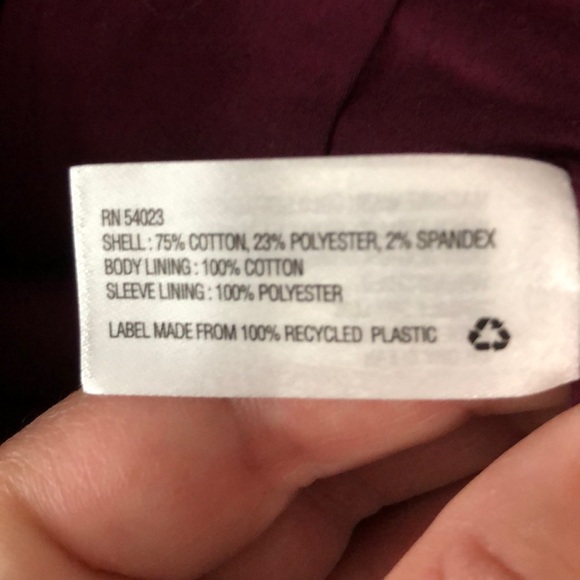 RN 54023
SHELL : 75% COTTON, 23% POLYESTER, 2% SPANDEX
BODY LINING : 100% COTTON
SLEEVE LINING : 100% POLYESTER
LABEL MADE FROM 100% RECYCLED PLASTIC